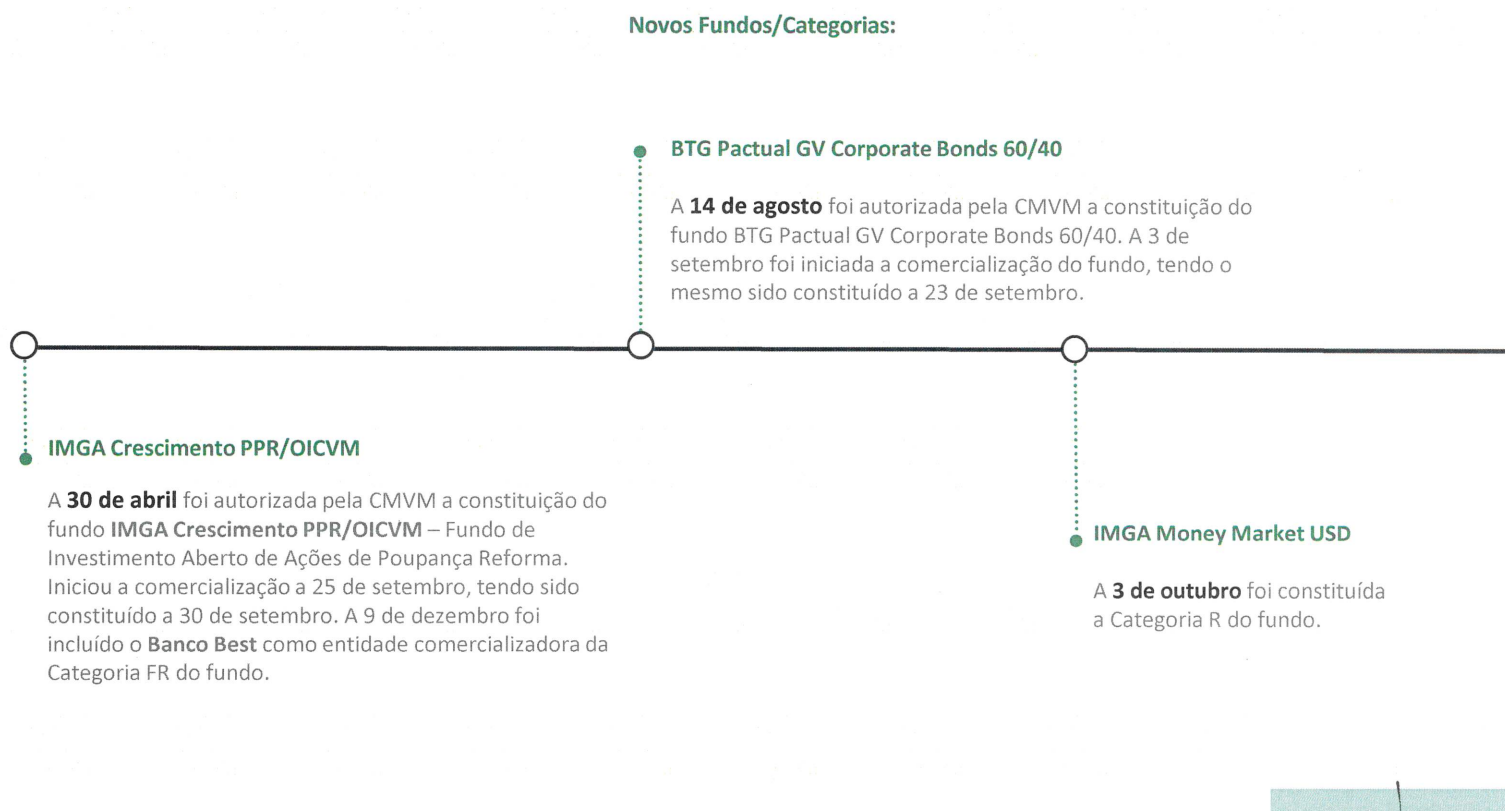 Novos Fundos/Categorias:
BTG Pactual GV Corporate Bonds 60/40
A 14 de agosto foi autorizada pela CMVM a constituição do
fundo BTG Pactual GV Corporate Bonds 60/40. A 3 de
setembro foi iniciada a comercialização do fundo, tendo o
mesmo sido constituído a 23 de setembro.
IMGA Crescimento PPR/OICVM
A 30 de abril foi autorizada pela CMVM a constituição do
fundo IMGA Crescimento PPR/OICVM – Fundo de
Investimento Aberto de Ações de Poupança Reforma.
Iniciou a comercialização a 25 de setembro, tendo sido
constituído a 30 de setembro. A 9 de dezembro foi
incluído o Banco Best como entidade comercializadora da
Categoria FR do fundo.
IMGA Money Market USD
A 3 de outubro foi constituída
a Categoria R do fundo.